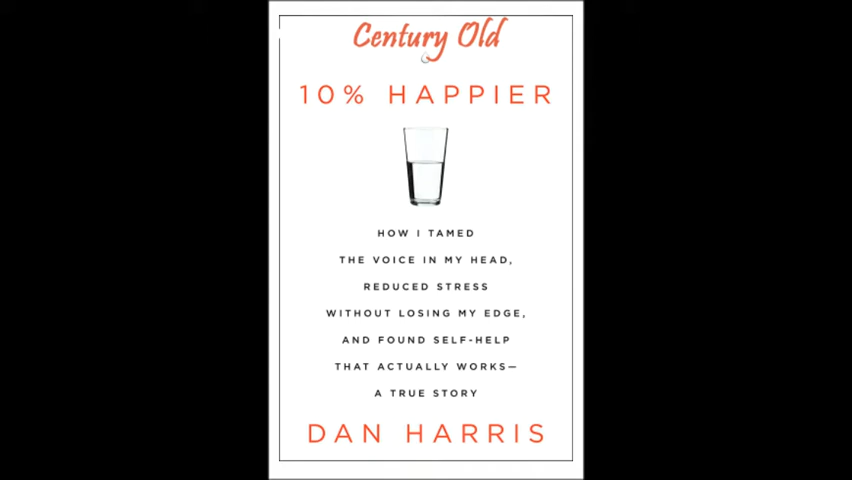 Century Old
10% HAPPIER
HOW I TAMED
THE VOICE IN MY HEAD,
REDUCED STRESS
WITHOUT LOSING MY EDGE,
AND FOUND SELF-HELP
THAT ACTUALLY WORKS—
A TRUE STORY
DAN HARRIS